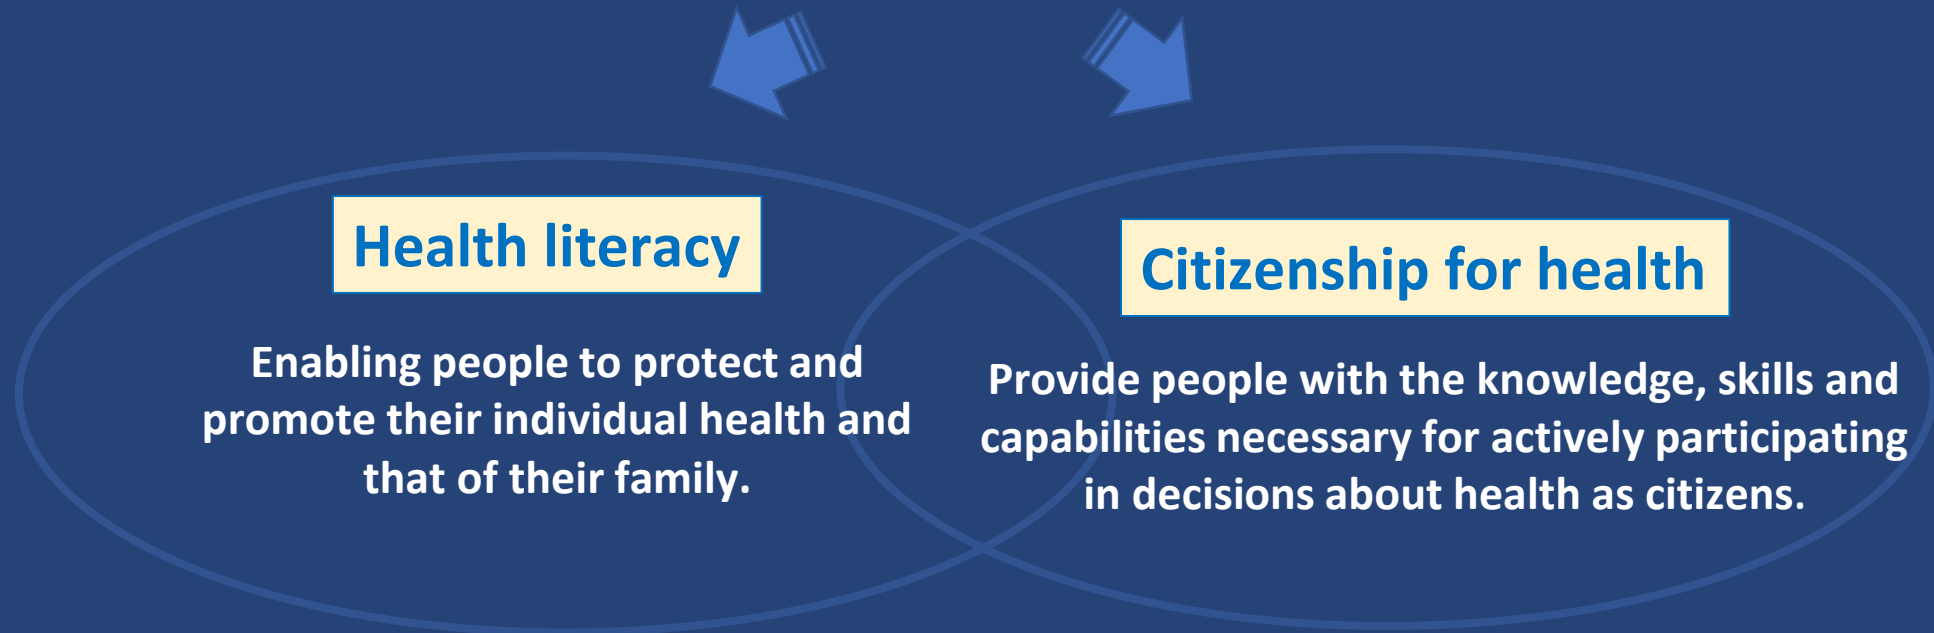 Health literacy
Enabling people to protect and
promote their individual health and
that of their family.
Citizenship for health
Provide people with the knowledge, skills and
capabilities necessary for actively participating
in decisions about health as citizens.